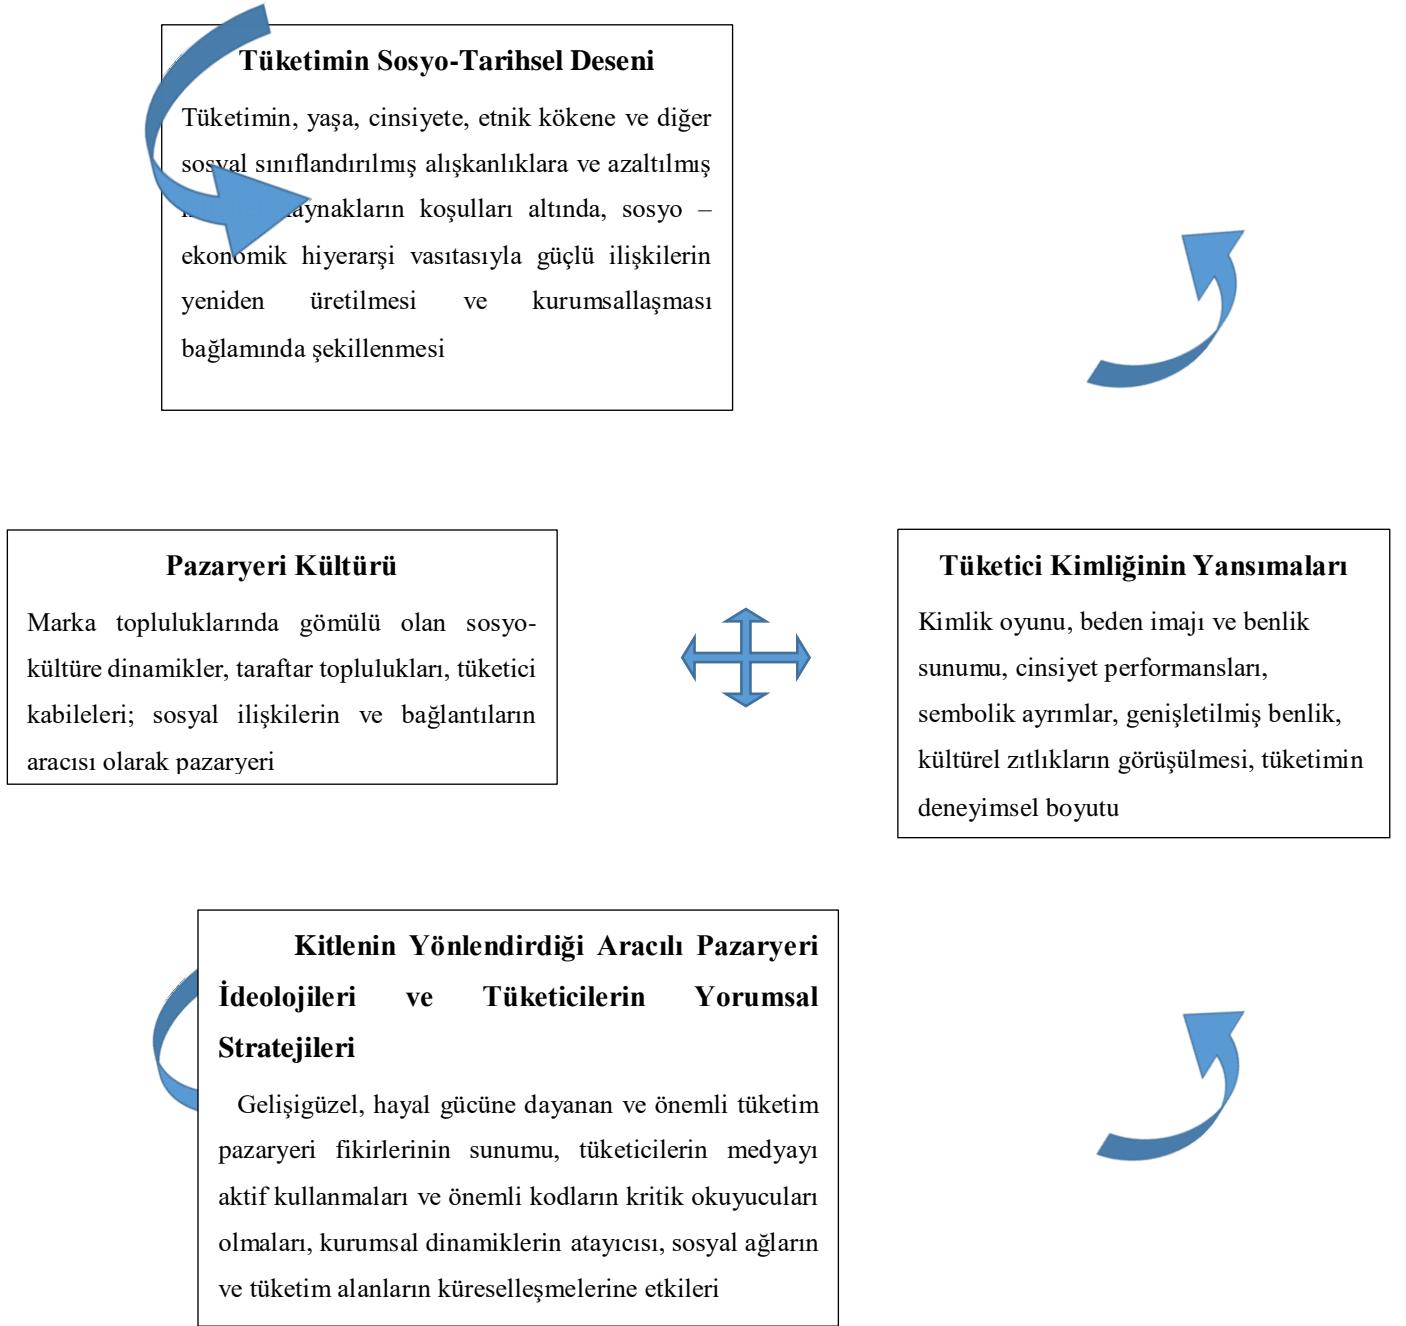 Tüketimin Sosyo-Tarihsel Deseni
Tüketimin, yaşa, cinsiyete, etnik kökene ve diğer
sosyal sınıflandırılmış alışkanlıklara ve azaltılmış
kaynakların koşulları altında, sosyo –
ekonomik hiyerarşi vasıtasıyla güçlü ilişkilerin
yeniden üretilmesi ve kurumsallaşması
bağlamında şekillenmesi
Pazaryeri Kültürü
Marka topluluklarında gömülü olan sosyo-
kültüre dinamikler, taraftar toplulukları, tüketici
kabileleri; sosyal ilişkilerin ve bağlantıların
aracısı olarak pazaryeri
Tüketici Kimliğinin Yansımaları
Kimlik oyunu, beden imajı ve benlik
sunumu, cinsiyet performansları,
sembolik ayrımlar, genişletilmiş benlik,
kültürel zıtlıkların görüşülmesi, tüketimin
deneyimsel boyutu
Kitlenin Yönlendirdiği Aracılı Pazaryeri
İdeolojileri ve Tüketicilerin Yorumsal
Stratejileri
Gelişigüzel, hayal gücüne dayanan ve önemli tüketim
pazaryeri fikirlerinin sunumu, tüketicilerin medyayı
aktif kullanmaları ve önemli kodların kritik okuyucuları
olmaları, kurumsal dinamiklerin atayıcısı, sosyal ağların
ve tüketim alanların küreselleşmelerine etkileri